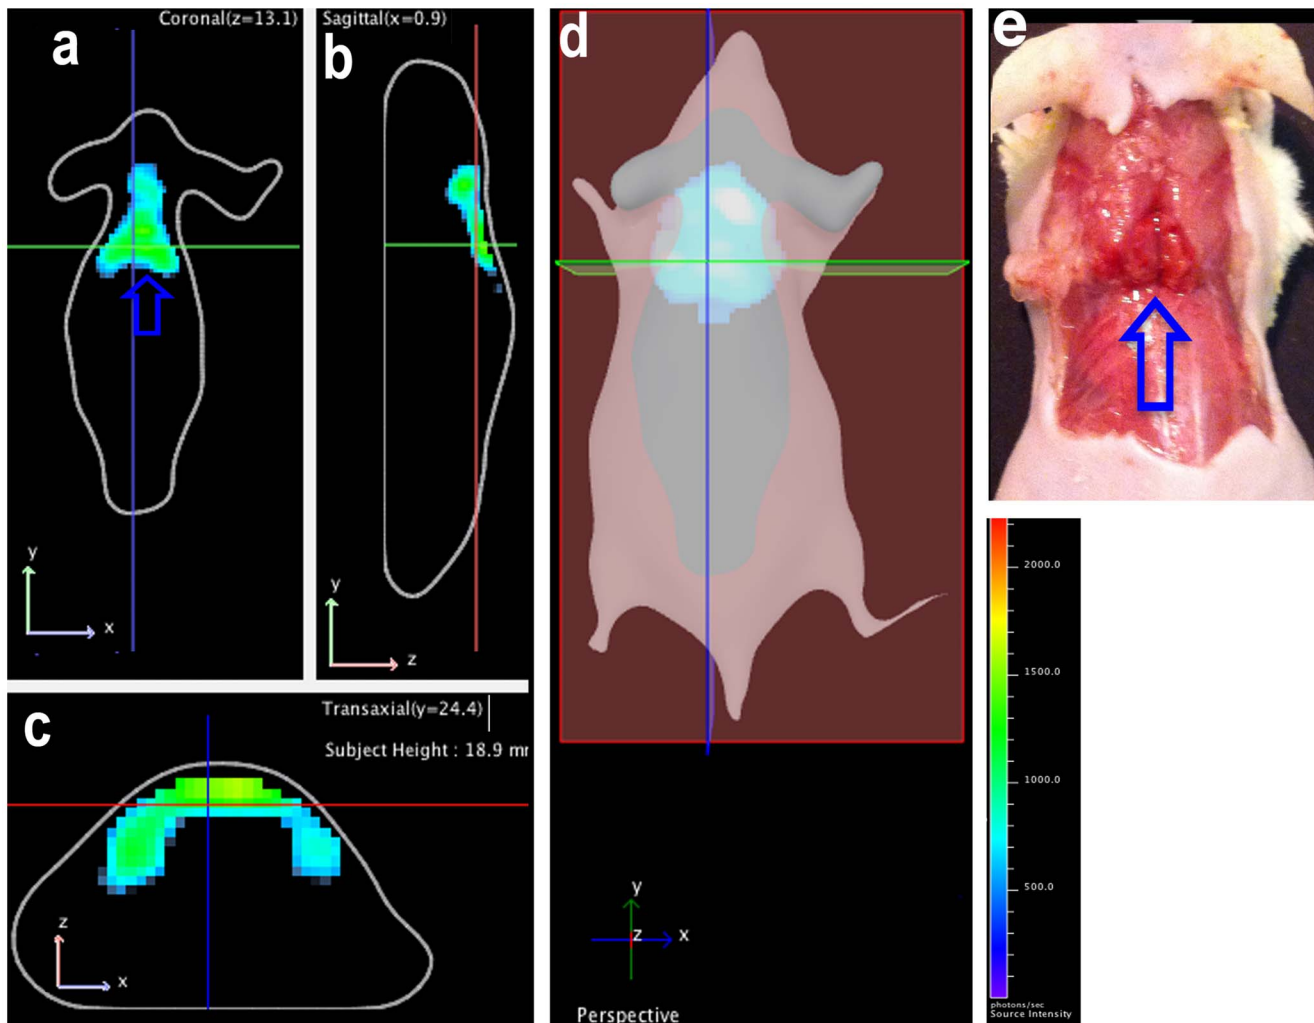 a
Coronal(z=13.1)
y
x
b
Sagittal(x=0.9)
y
z
c
Transaxial(y=24.4)
Subject Height : 18.9 mm
z
x
d
y
z
x
Perspective
e
2000.0
1500.0
1000.0
500.0
photons/sec
Source Intensity